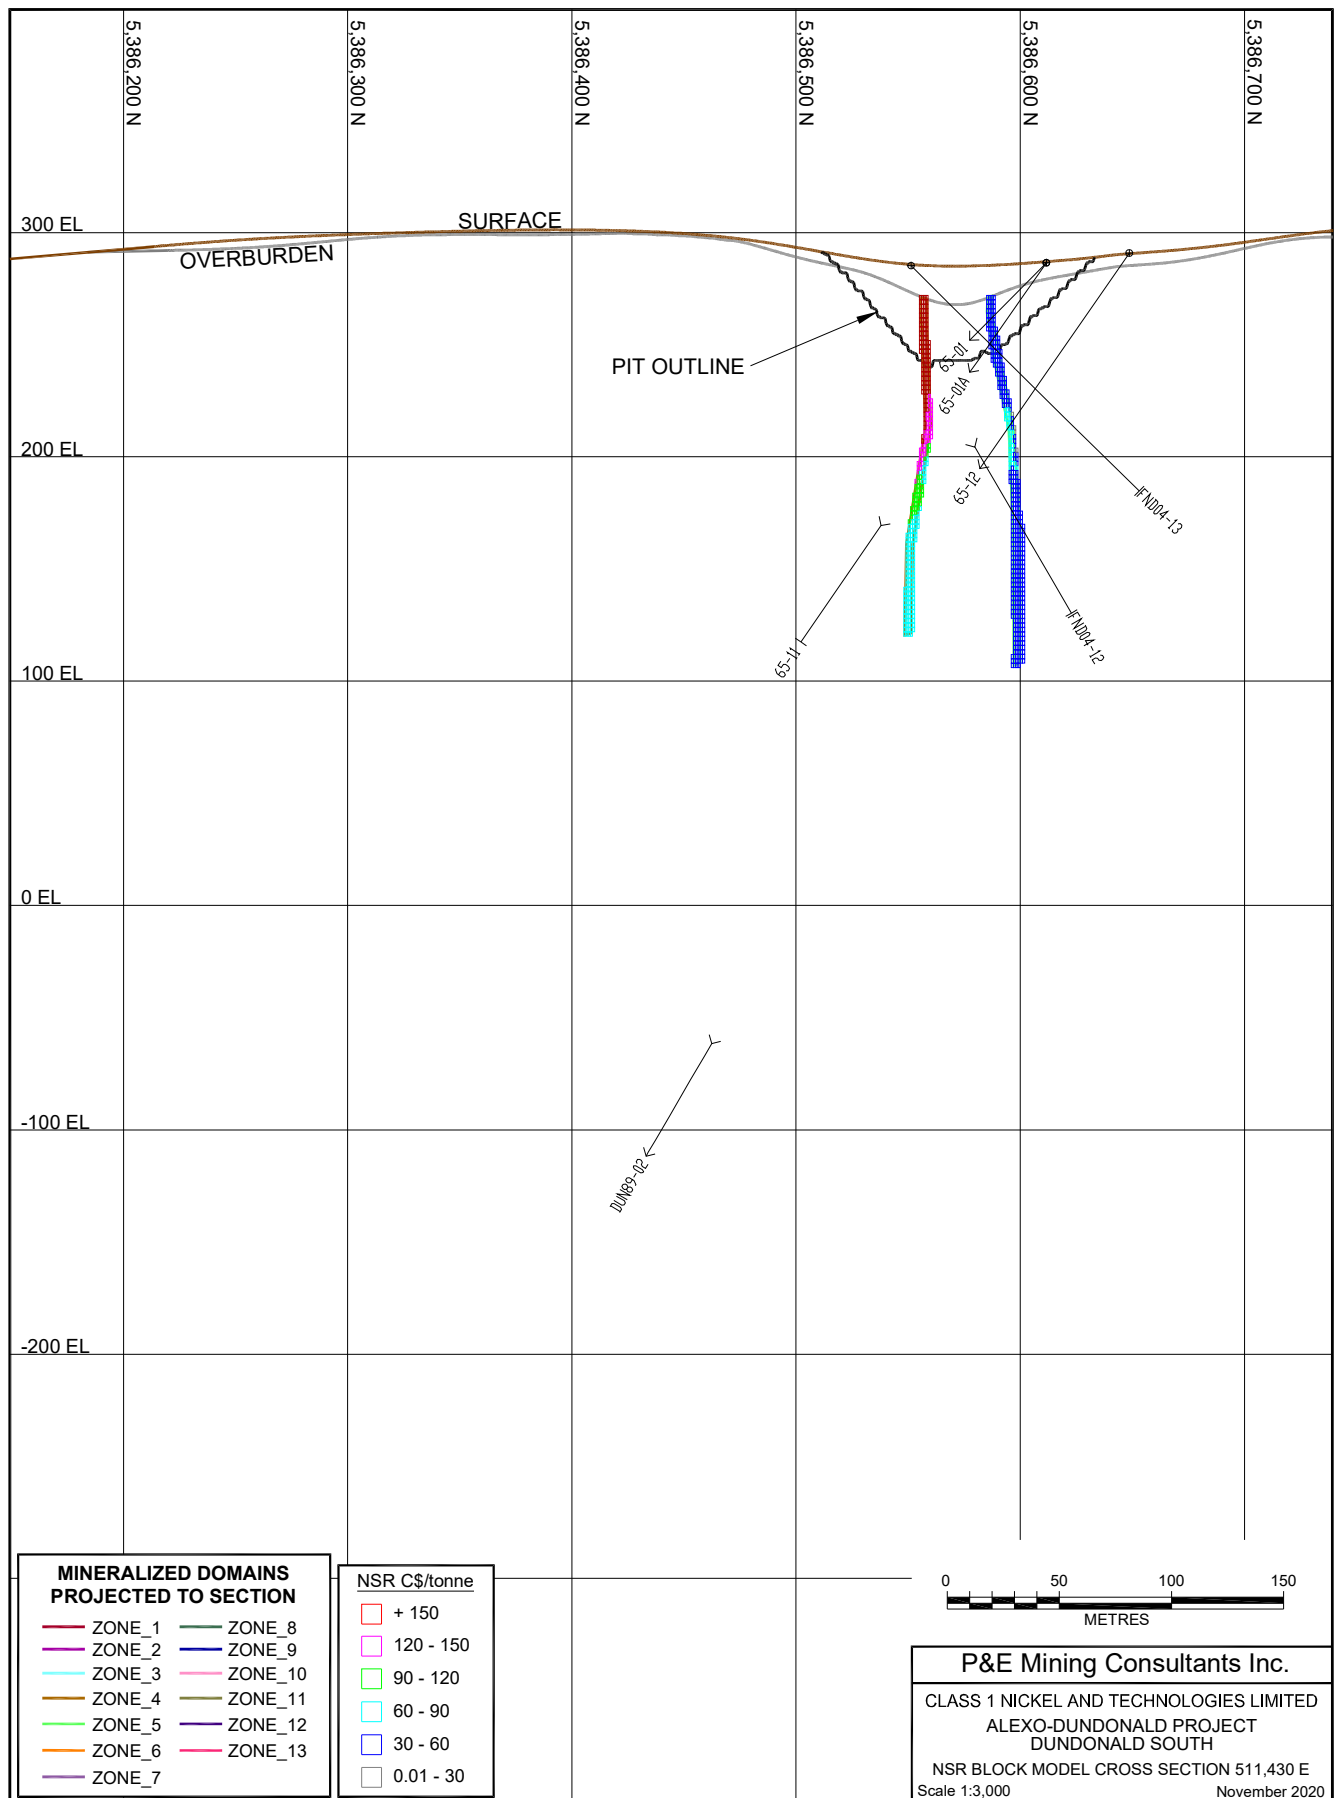 5,386,200 N
5,386,300 N
5,386,400 N
5,386,500 N
5,386,600 N
5,386,700 N
300 EL
SURFACE
OVERBURDEN
PIT OUTLINE
65-01
65-01A
65-12
FND04-13
200 EL
65-11
FND04-12
100 EL
0 EL
DUN89-02
-100 EL
-200 EL
MINERALIZED DOMAINS
PROJECTED TO SECTION
ZONE_1
ZONE_2
ZONE_3
ZONE_4
ZONE_5
ZONE_6
ZONE_7
ZONE_8
ZONE_9
ZONE_10
ZONE_11
ZONE_12
ZONE_13
NSR C$/tonne
+ 150
120 - 150
90 - 120
60 - 90
30 - 60
0.01 - 30
0 50 100 150
METRES
P&E Mining Consultants Inc.
CLASS 1 NICKEL AND TECHNOLOGIES LIMITED
ALEXO-DUNDONALD PROJECT
DUNDONALD SOUTH
NSR BLOCK MODEL CROSS SECTION 511,430 E
Scale 1:3,000 November 2020